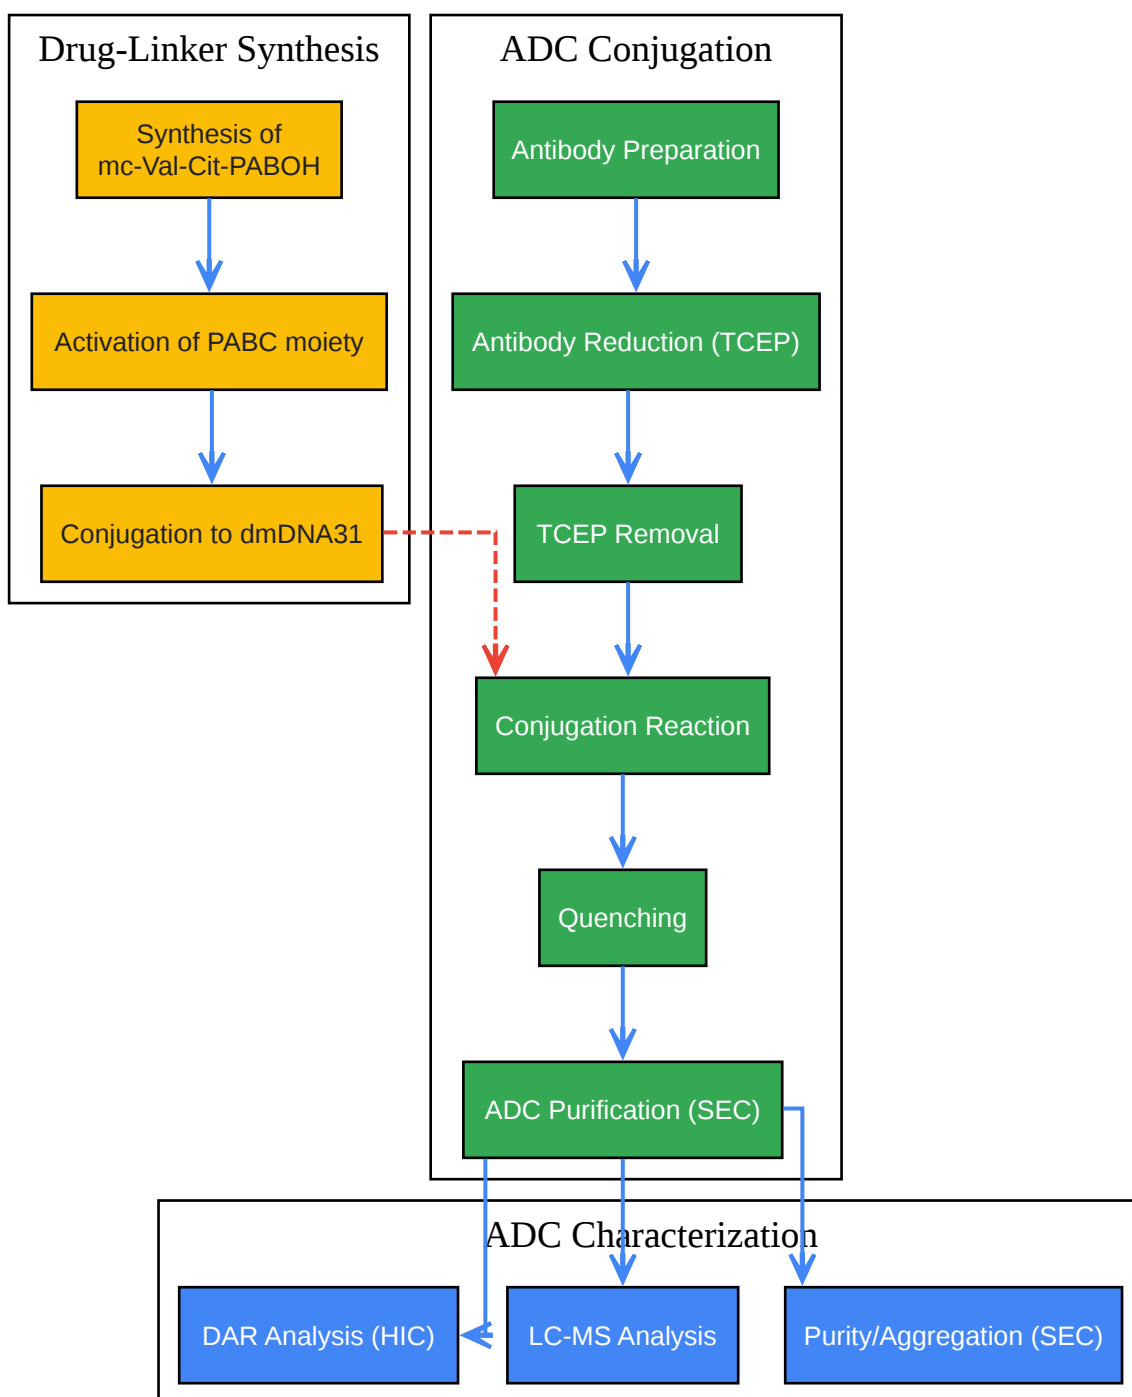 Drug-Linker Synthesis
Synthesis of
mc-Val-Cit-PABOH
Activation of PABC moiety
Conjugation to dmDNA31
ADC Conjugation
Antibody Preparation
Antibody Reduction (TCEP)
TCEP Removal
Conjugation Reaction
Quenching
ADC Purification (SEC)
ADC Characterization
DAR Analysis (HIC)
LC-MS Analysis
Purity/Aggregation (SEC)